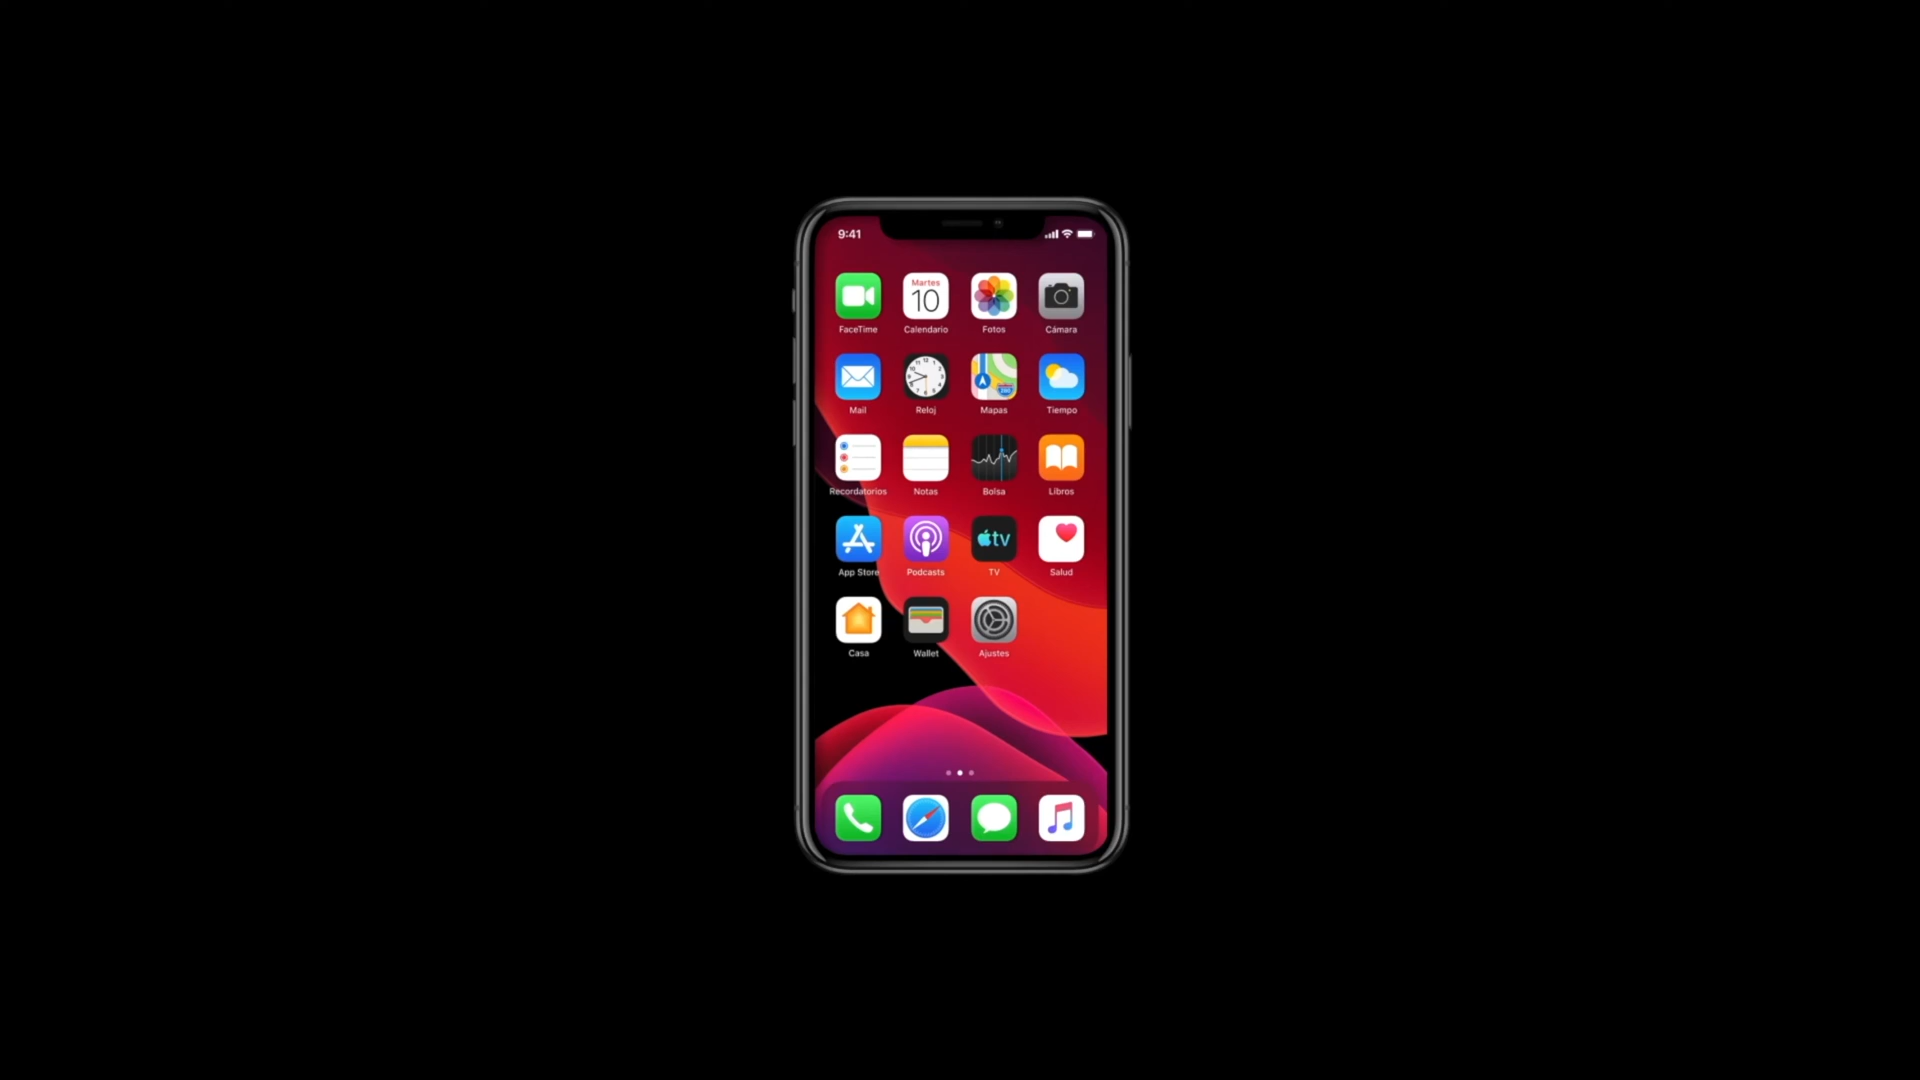 9:41
Martes
10
FaceTime Calendario Fotos Cámara
Mail Reloj Mapas Tiempo
Recordatorios Notas Bolsa Libros
tv
App Store Podcasts TV Salud
Casa Wallet Ajustes